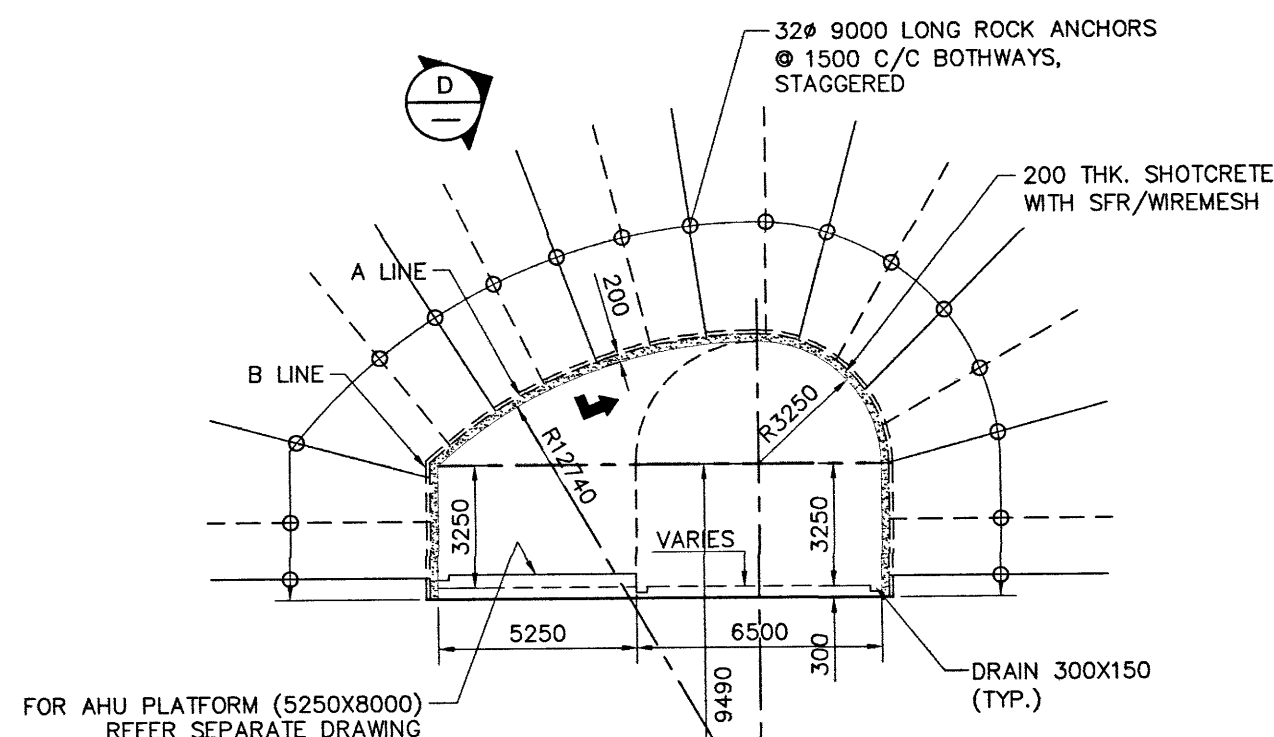 32ø 9000 LONG ROCK ANCHORS
@ 1500 C/C BOTHWAYS,
STAGGERED
D
200 THK. SHOTCRETE
WITH SFR/WIREMESH
A LINE
200
B LINE
R12740
R3250
3250
VARIES
3250
5250
6500
300
9490
DRAIN 300X150
(TYP.)
FOR AHU PLATFORM (5250X8000)
REFER SEPARATE DRAWING